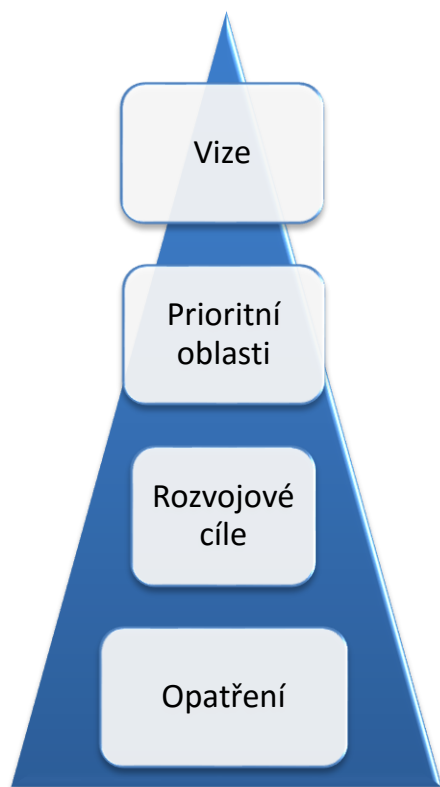 Vize
Prioritní
oblasti
Rozvojové
cíle
Opatření